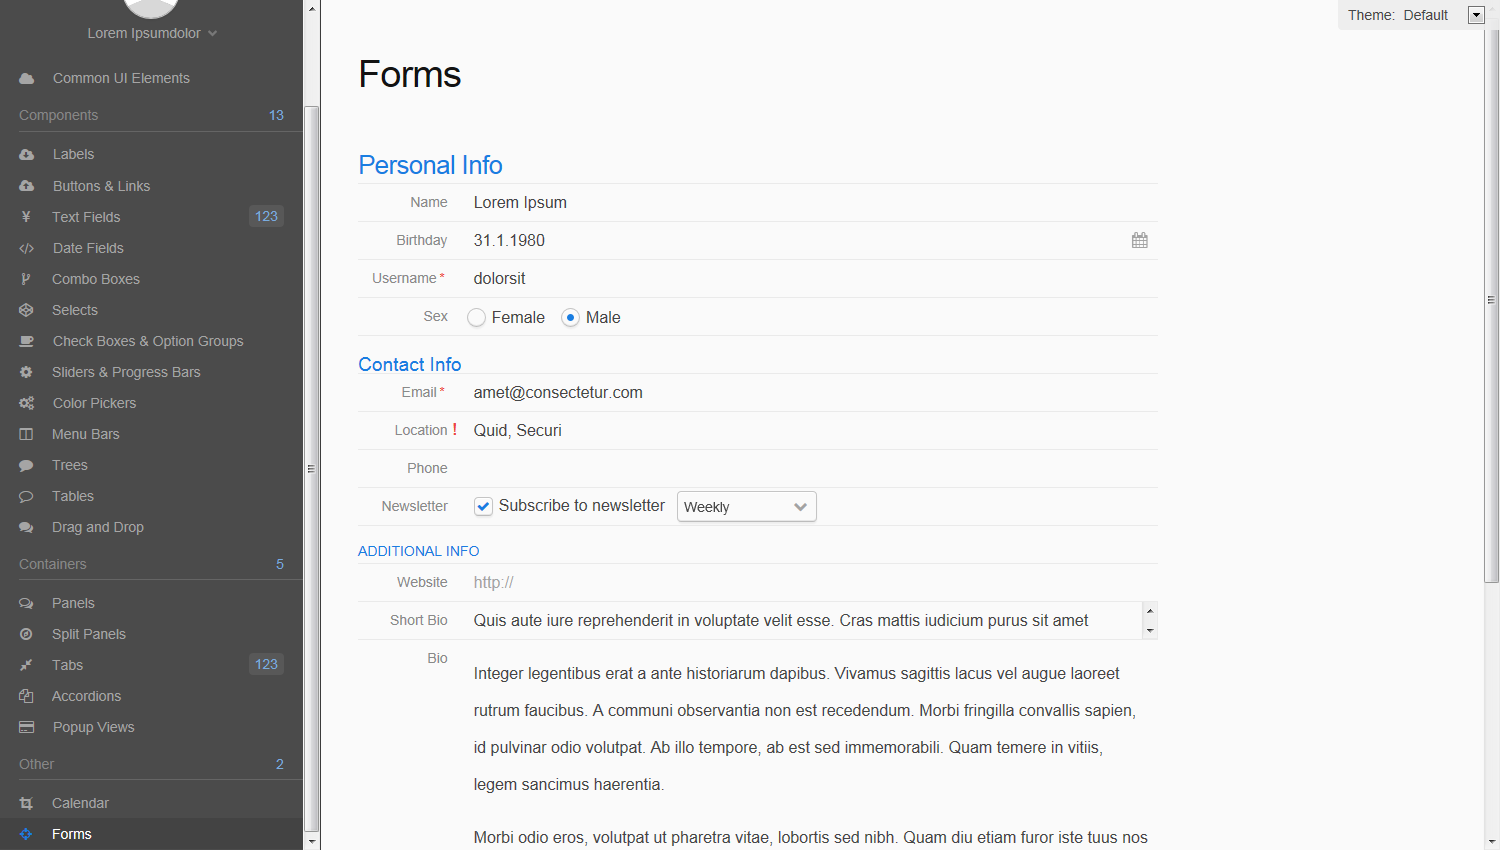 Lorem Ipsumdolor
Common UI Elements
Components 13
Labels
Buttons & Links
Text Fields 123
Date Fields
Combo Boxes
Selects
Check Boxes & Option Groups
Sliders & Progress Bars
Color Pickers
Menu Bars
Trees
Tables
Drag and Drop
Containers 5
Panels
Split Panels
Tabs 123
Accordions
Popup Views
Other 2
Calendar
Forms
Theme: Default
Forms
Personal Info
Name Lorem Ipsum
Birthday 31.1.1980
Username * dolorsit
Sex Female Male
Contact Info
Email * amet@consectetur.com
Location ! Quid, Securi
Phone
Newsletter Subscribe to newsletter Weekly
ADDITIONAL INFO
Website http://
Short Bio Quis aute iure reprehenderit in voluptate velit esse. Cras mattis iudicium purus sit amet
Bio
Integer legentibus erat a ante historiarum dapibus. Vivamus sagittis lacus vel augue laoreet
rutrum faucibus. A communi observantia non est recedendum. Morbi fringilla convallis sapien,
id pulvinar odio volutpat. Ab illo tempore, ab est sed immemorabili. Quam temere in vitiis,
legem sancimus haerentia.
Morbi odio eros, volutpat ut pharetra vitae, lobortis sed nibh. Quam diu etiam furor iste tuus nos